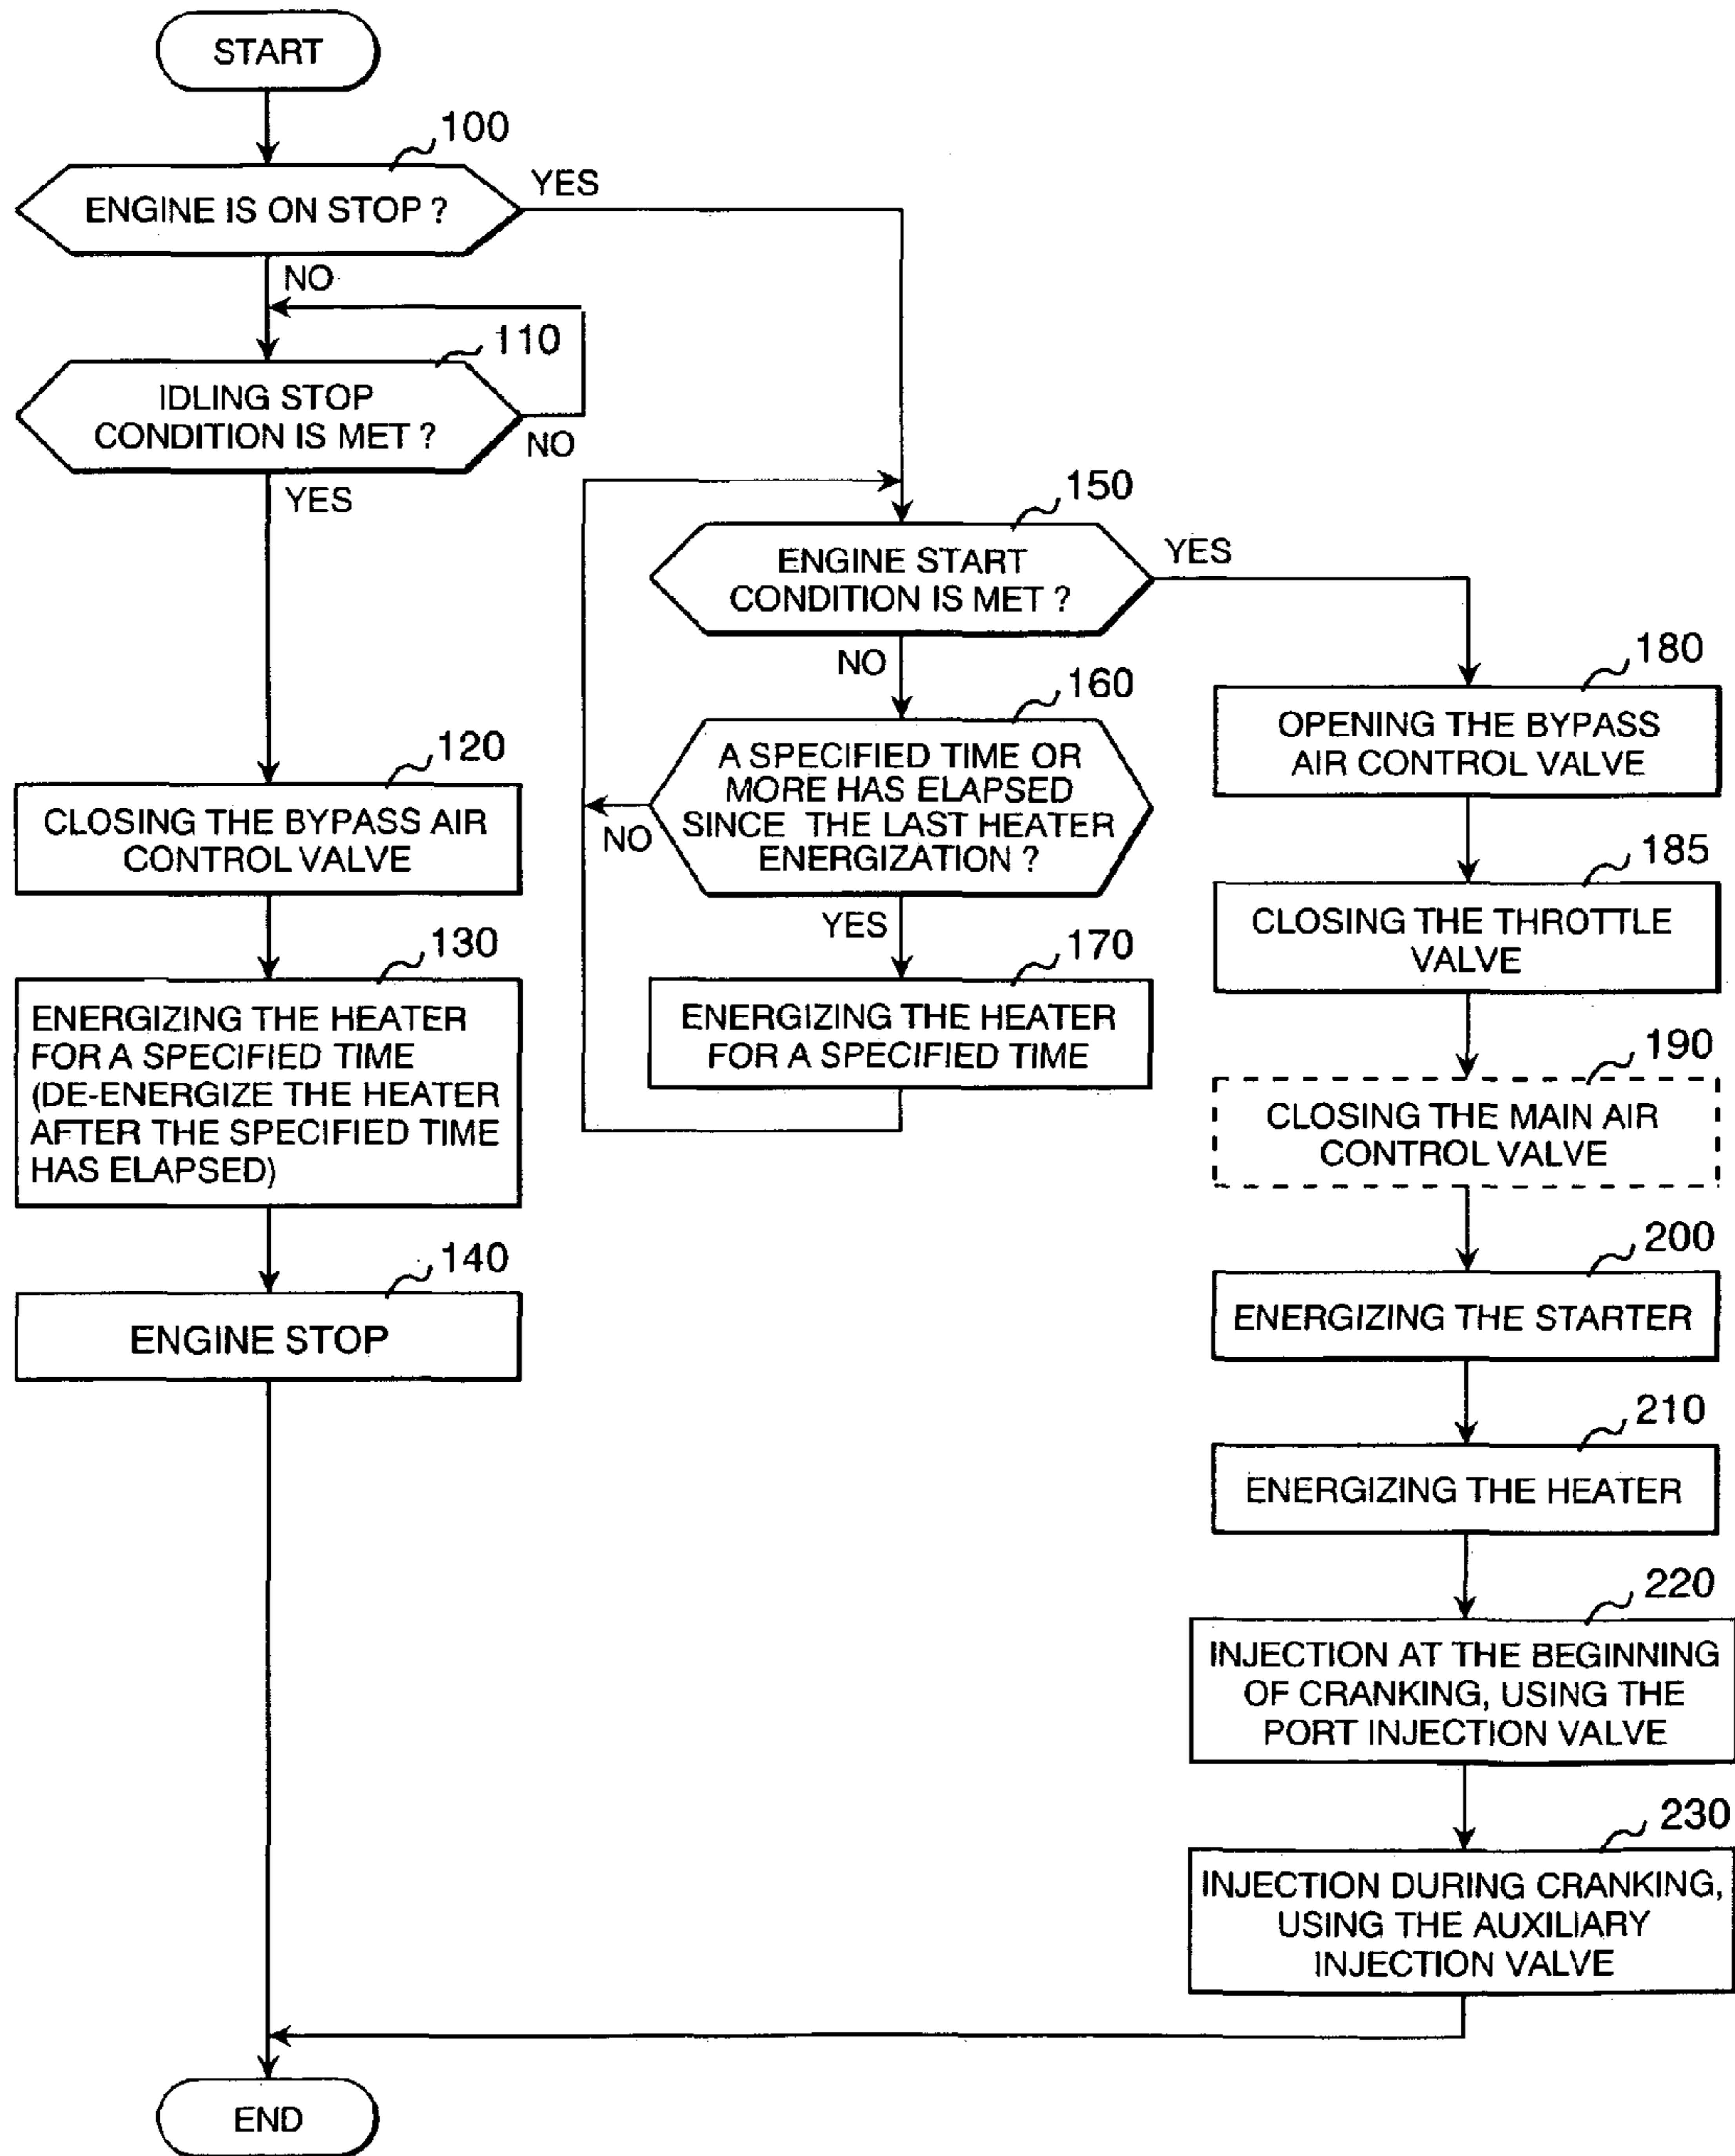 START
100
ENGINE IS ON STOP ?
YES
NO
110
IDLING STOP
CONDITION IS MET ?
NO
YES
120
CLOSING THE BYPASS AIR
CONTROL VALVE
130
ENERGIZING THE HEATER
FOR A SPECIFIED TIME
(DE-ENERGIZE THE HEATER
AFTER THE SPECIFIED TIME
HAS ELAPSED)
140
ENGINE STOP
150
ENGINE START
CONDITION IS MET ?
YES
NO
160
A SPECIFIED TIME OR
MORE HAS ELAPSED
SINCE THE LAST HEATER
ENERGIZATION ?
NO
YES
170
ENERGIZING THE HEATER
FOR A SPECIFIED TIME
180
OPENING THE BYPASS
AIR CONTROL VALVE
185
CLOSING THE THROTTLE
VALVE
190
CLOSING THE MAIN AIR
CONTROL VALVE
200
ENERGIZING THE STARTER
210
ENERGIZING THE HEATER
220
INJECTION AT THE BEGINNING
OF CRANKING, USING THE
PORT INJECTION VALVE
230
INJECTION DURING CRANKING,
USING THE AUXILIARY
INJECTION VALVE
END